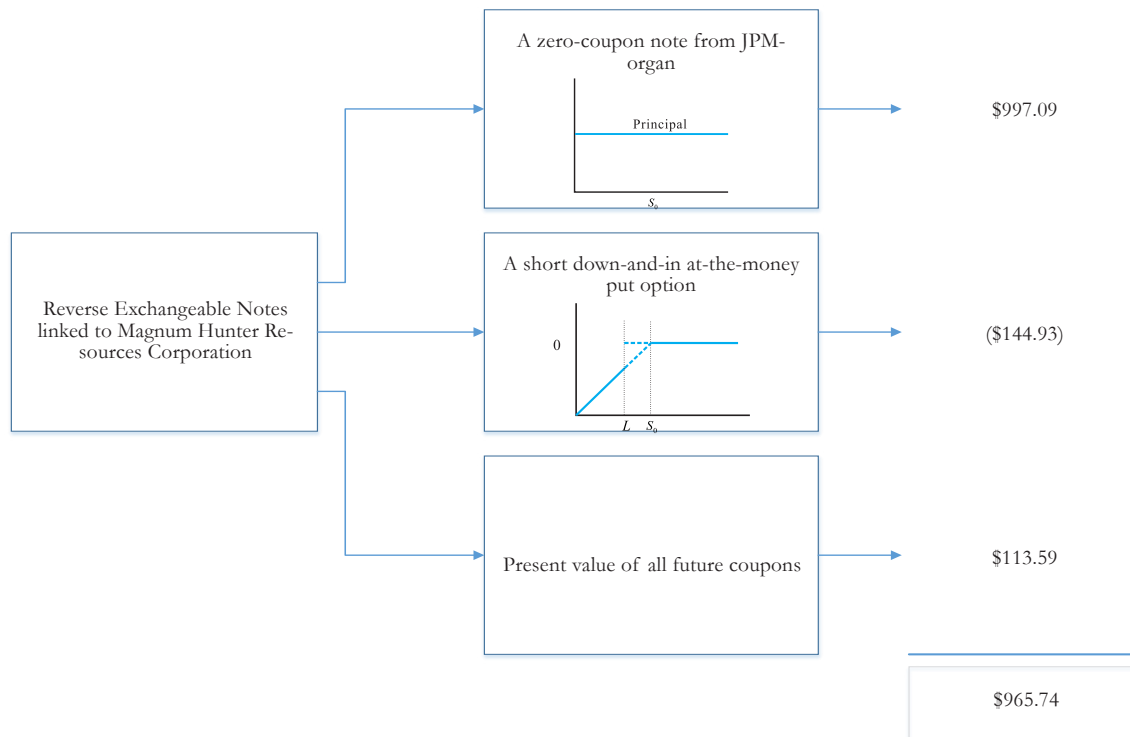 A zero-coupon note from JPM-
organ
Principal
S₀
$997.09
Reverse Exchangeable Notes
linked to Magnum Hunter Re-
sources Corporation
A short down-and-in at-the-money
put option
0
L S₀
($144.93)
Present value of all future coupons
$113.59
$965.74